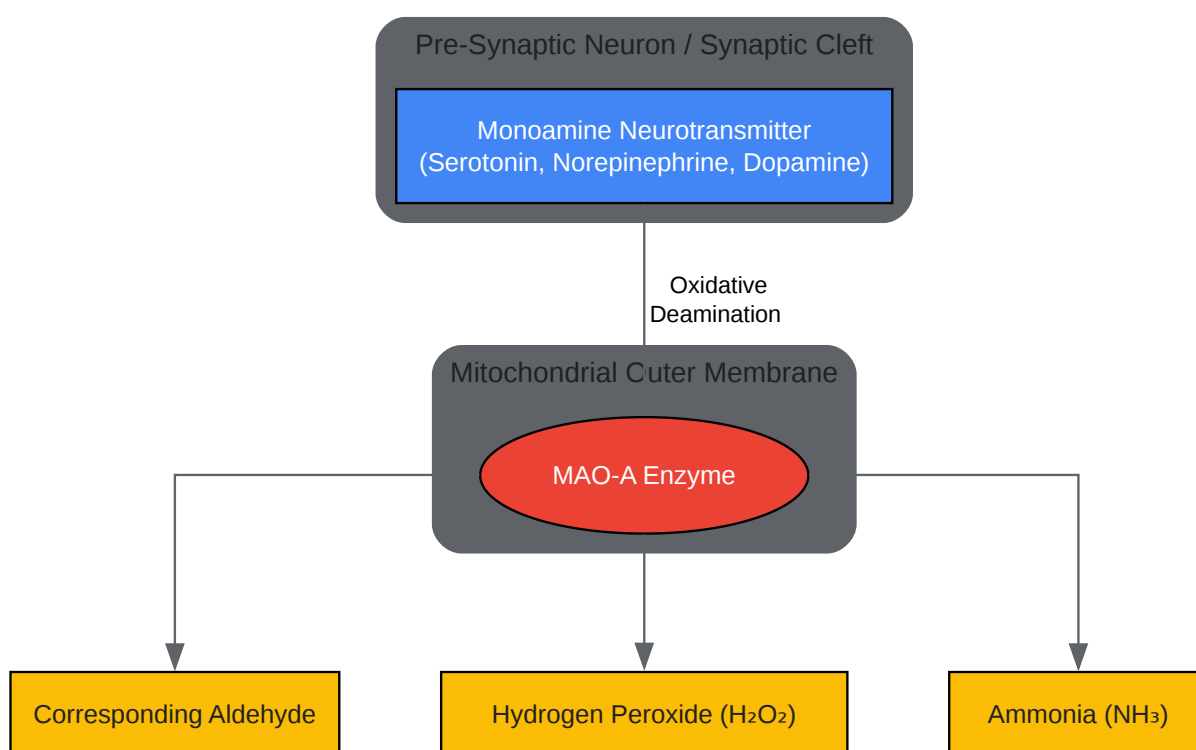 Pre-Synaptic Neuron / Synaptic Cleft
Monoamine Neurotransmitter
(Serotonin, Norepinephrine, Dopamine)
Oxidative
Deamination
Mitochondrial Outer Membrane
MAO-A Enzyme
Corresponding Aldehyde
Hydrogen Peroxide (H₂O₂)
Ammonia (NH₃)